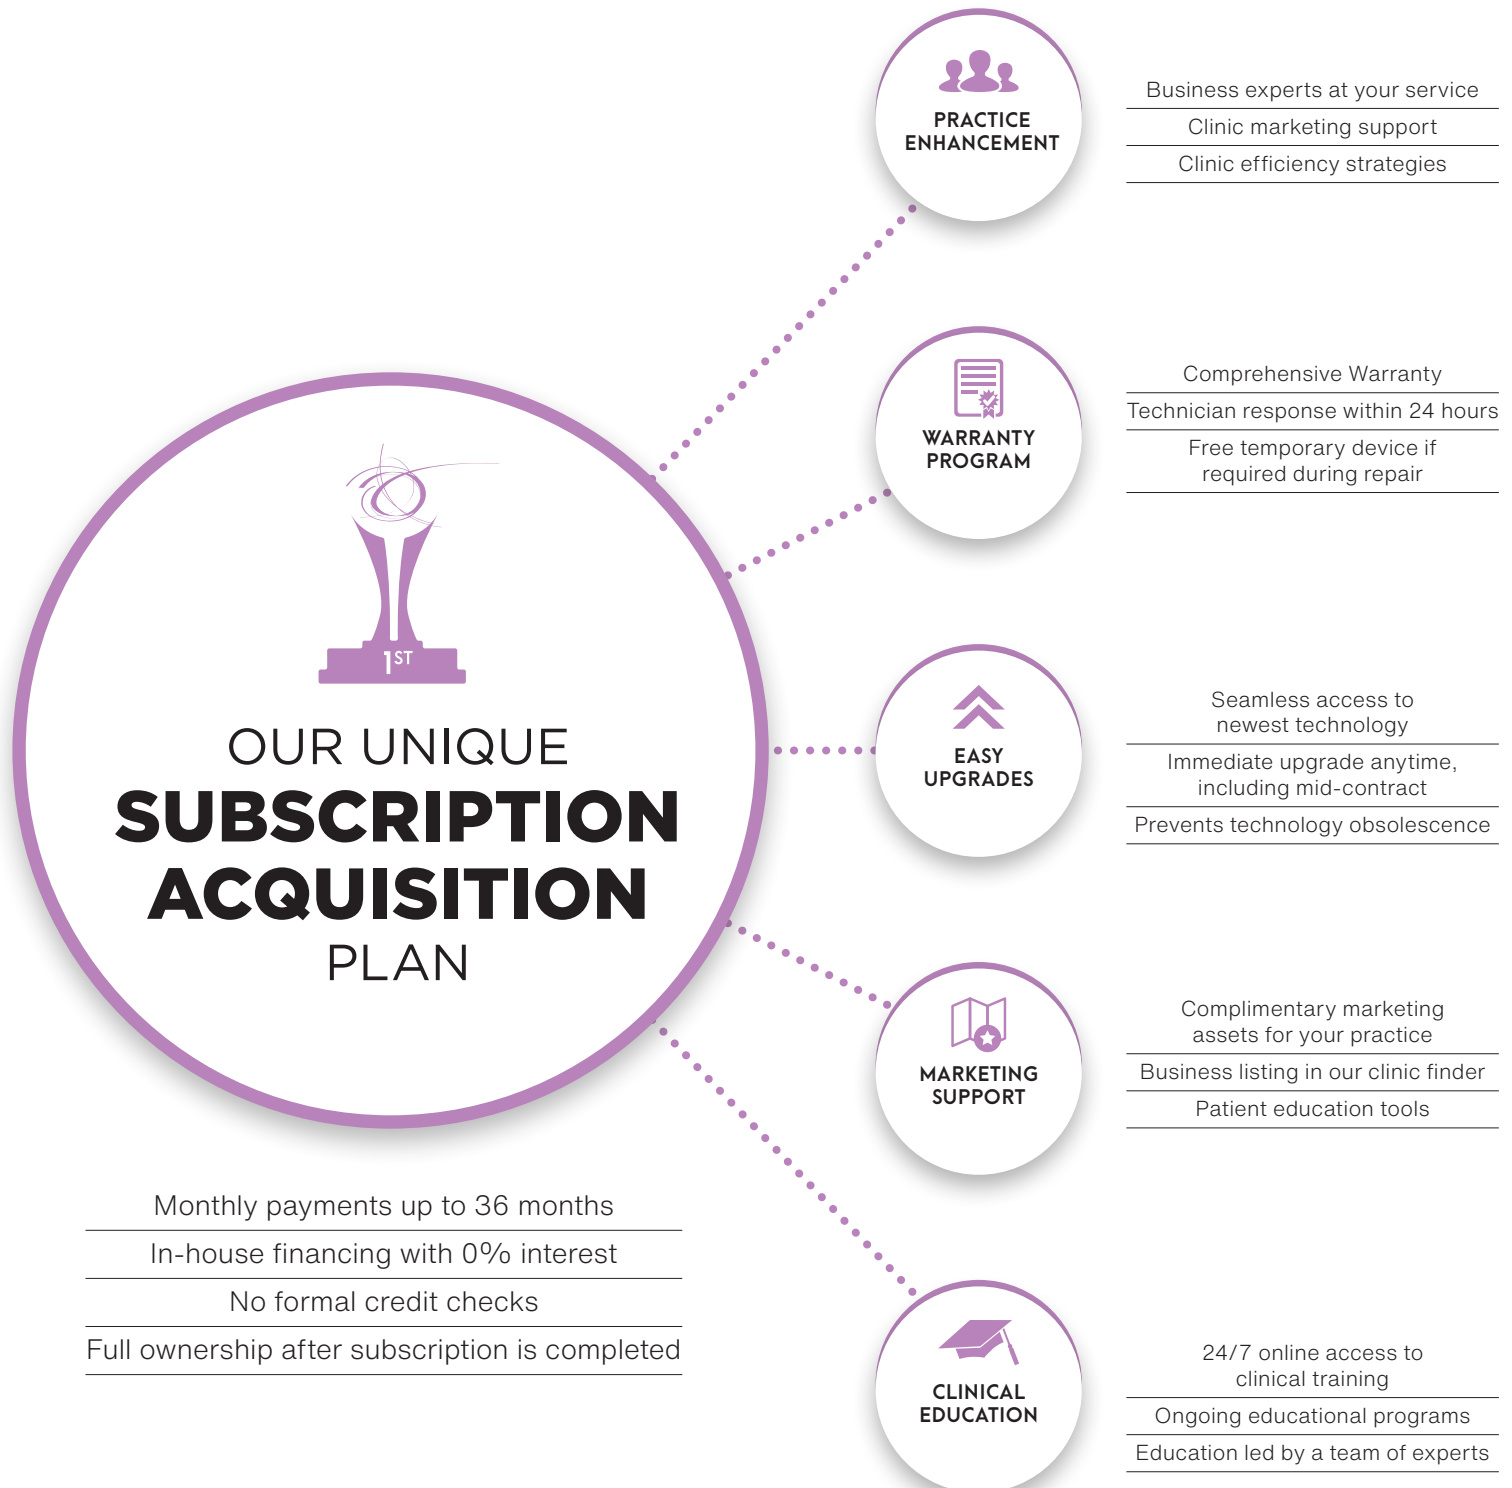 1ST
OUR UNIQUE
SUBSCRIPTION
ACQUISITION
PLAN
Monthly payments up to 36 months
In-house financing with 0% interest
No formal credit checks
Full ownership after subscription is completed
PRACTICE
ENHANCEMENT
Business experts at your service
Clinic marketing support
Clinic efficiency strategies
WARRANTY
PROGRAM
Comprehensive Warranty
Technician response within 24 hours
Free temporary device if
required during repair
EASY
UPGRADES
Seamless access to
newest technology
Immediate upgrade anytime,
including mid-contract
Prevents technology obsolescence
MARKETING
SUPPORT
Complimentary marketing
assets for your practice
Business listing in our clinic finder
Patient education tools
CLINICAL
EDUCATION
24/7 online access to
clinical training
Ongoing educational programs
Education led by a team of experts